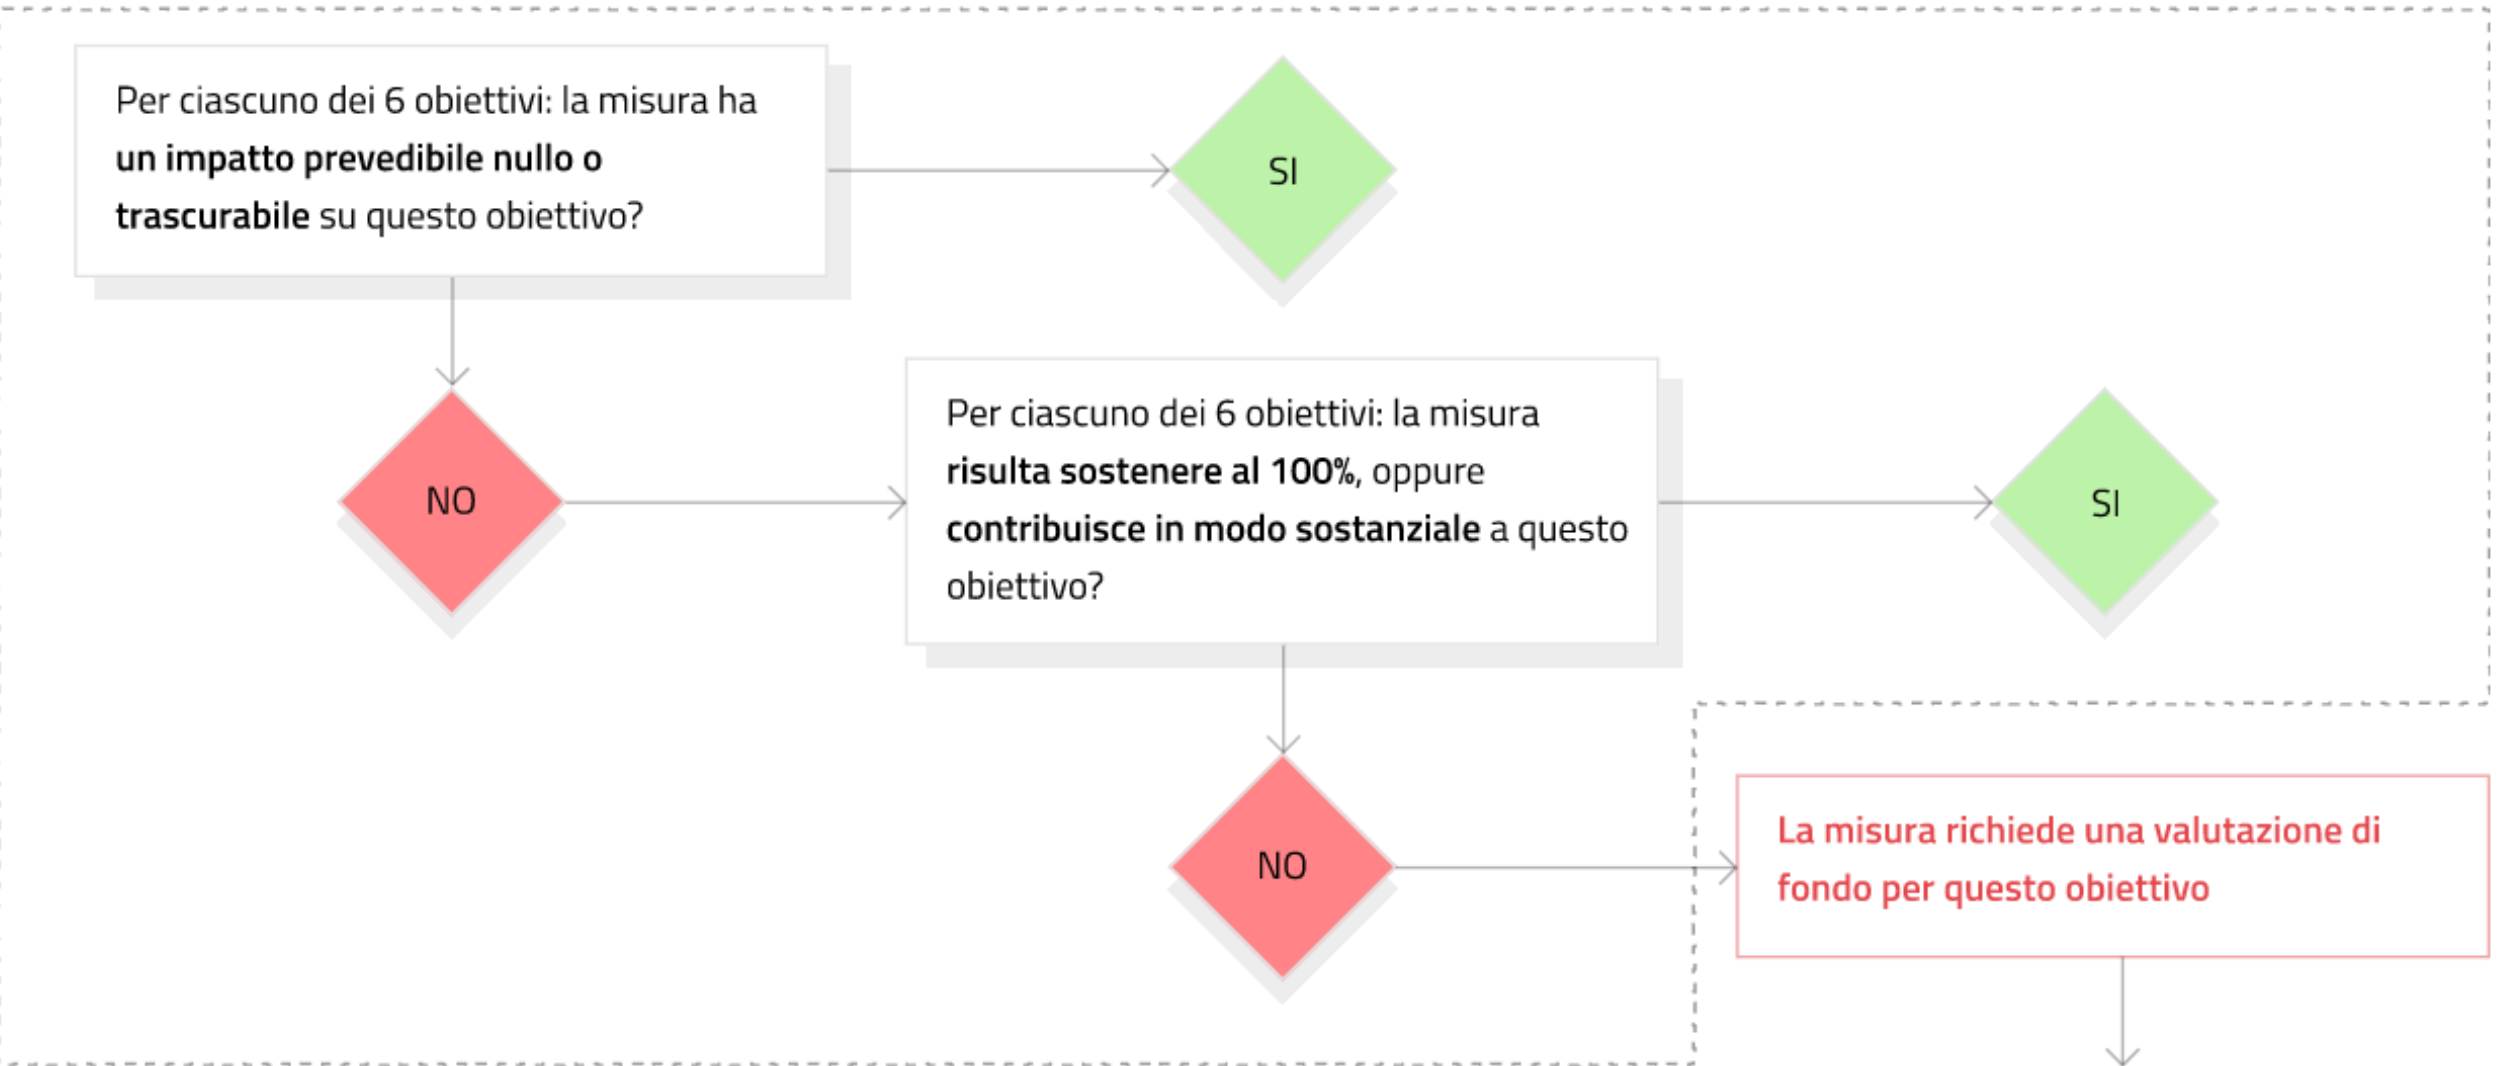 Per ciascuno dei 6 obiettivi: la misura ha
un impatto prevedibile nullo o
trascurabile su questo obiettivo?
SI
NO
Per ciascuno dei 6 obiettivi: la misura
risulta sostenere al 100%, oppure
contribuisce in modo sostanziale a questo
obiettivo?
SI
NO
La misura richiede una valutazione di
fondo per questo obiettivo